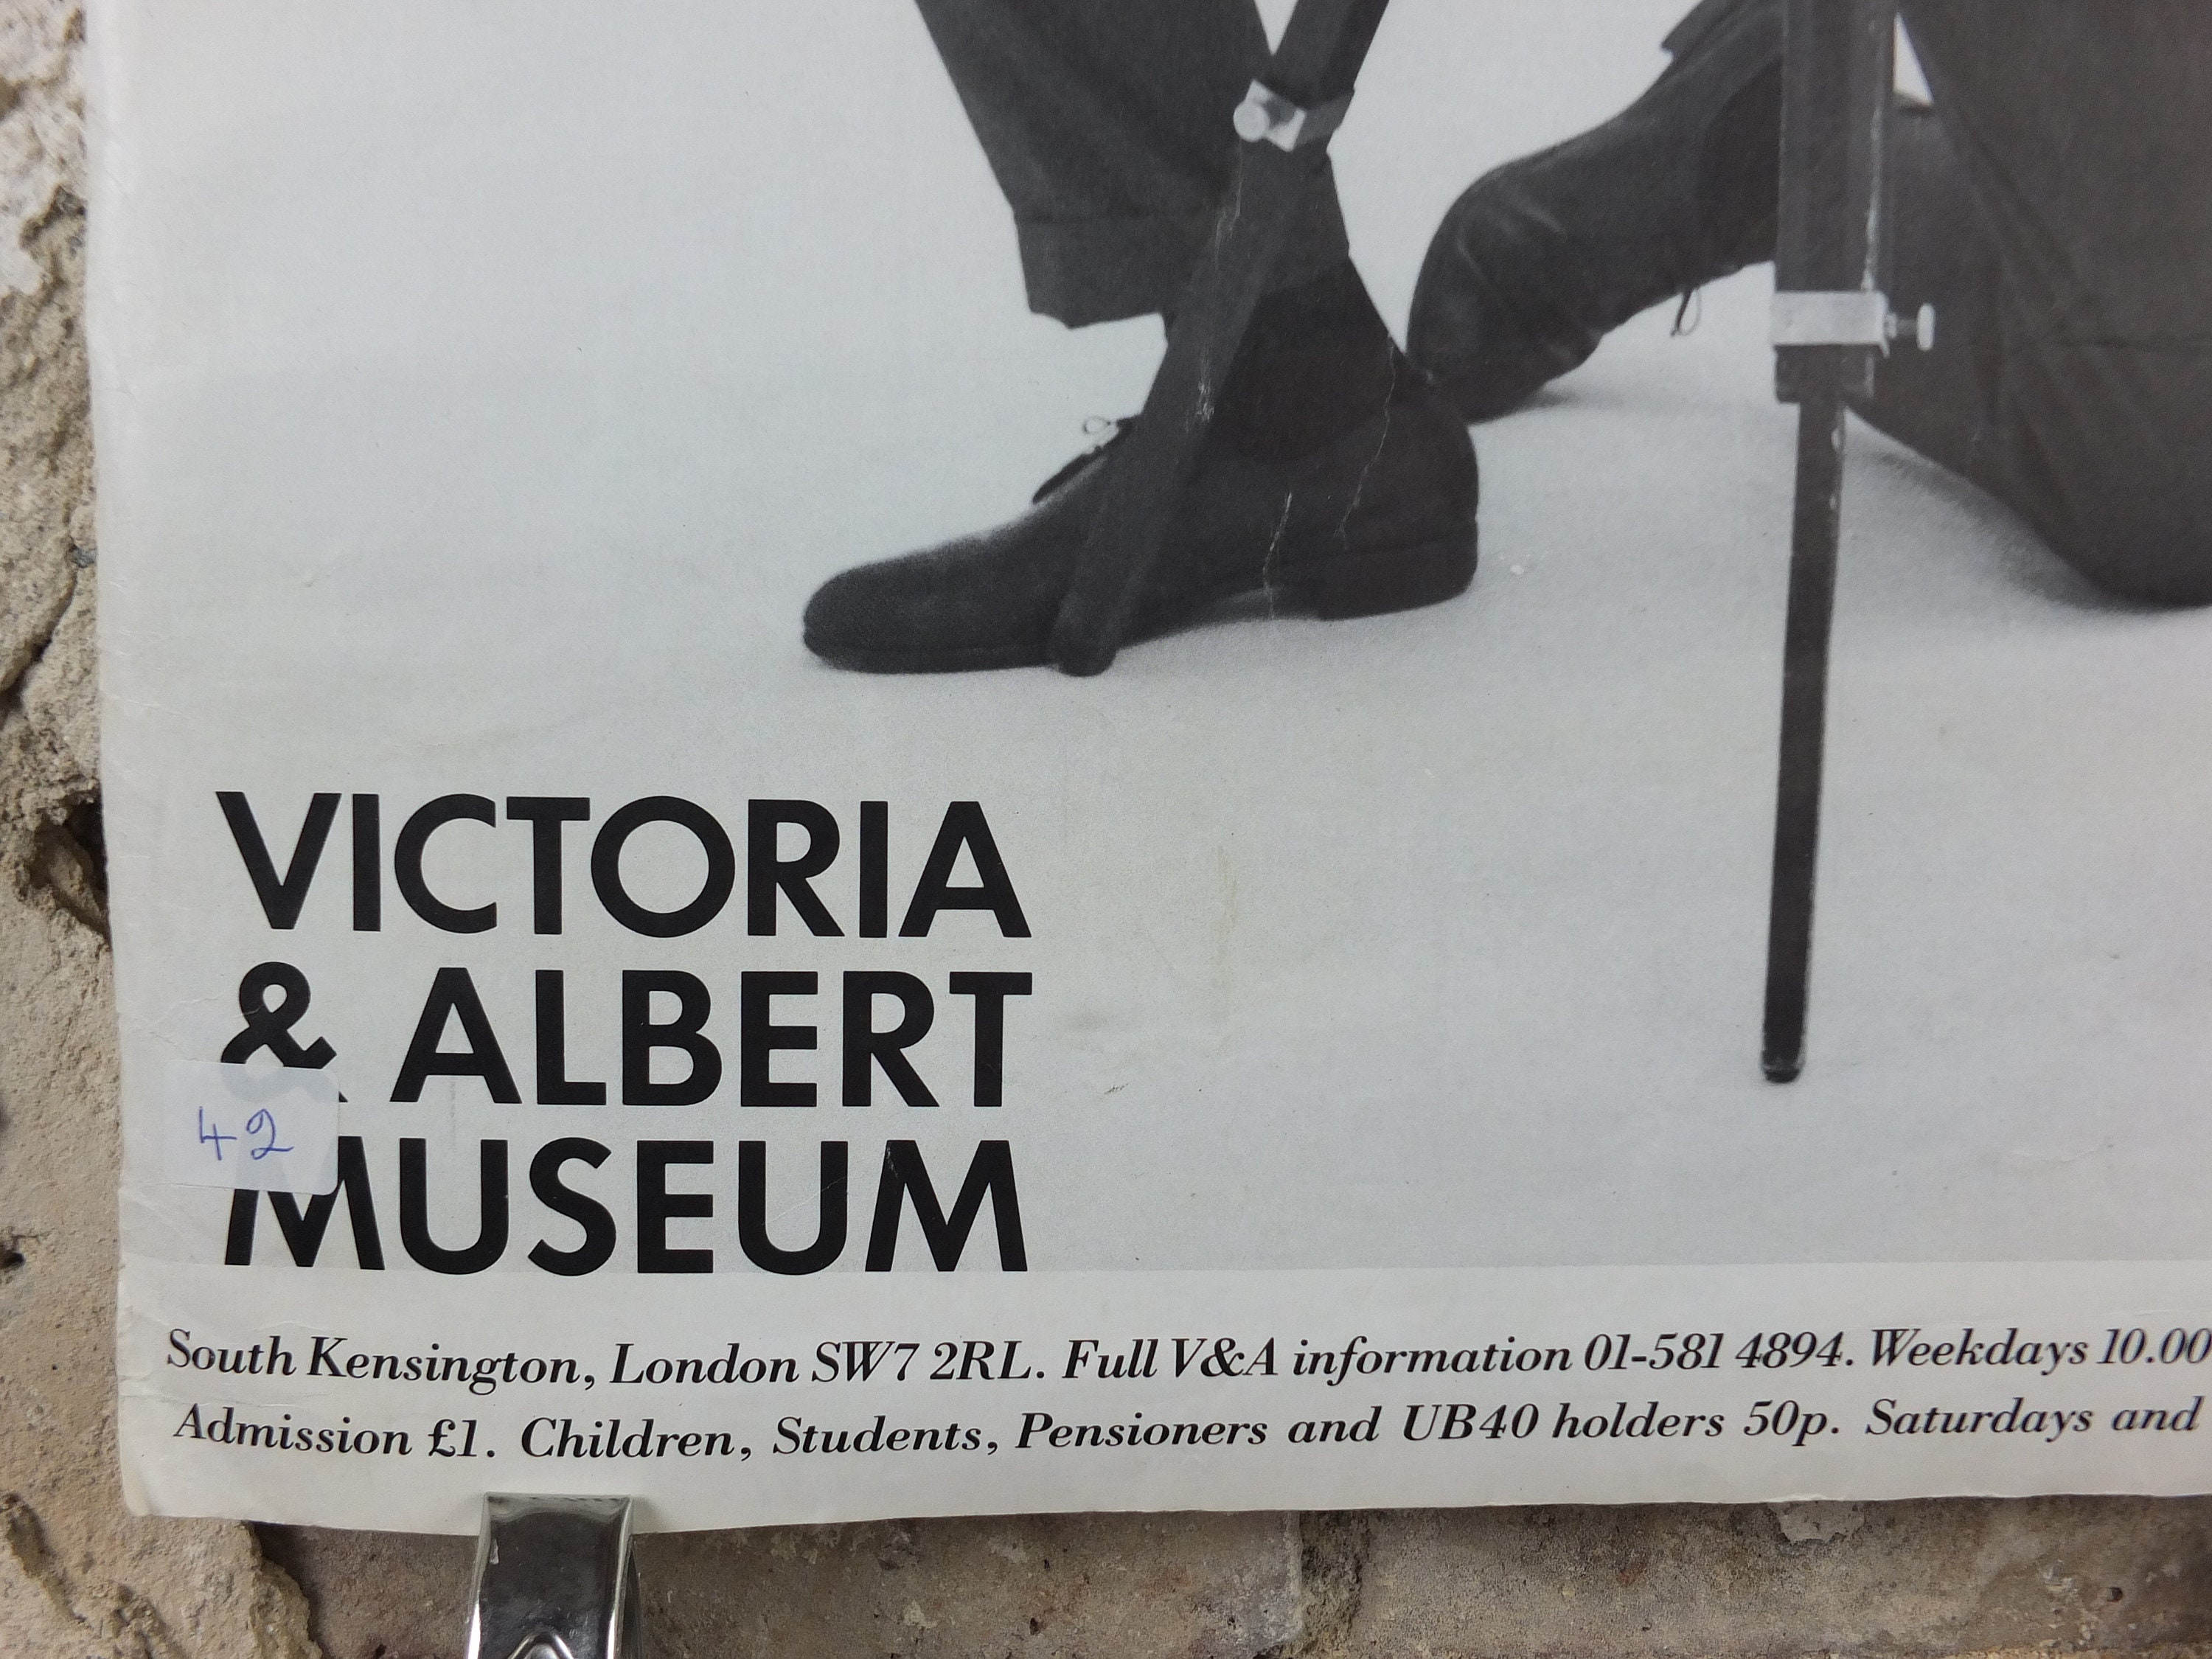 VICTORIA
& ALBERT
42
MUSEUM
South Kensington, London SW7 2RL. Full V&A information 01-581 4894. Weekdays 10.00
Admission £1. Children, Students, Pensioners and UB40 holders 50p. Saturdays and